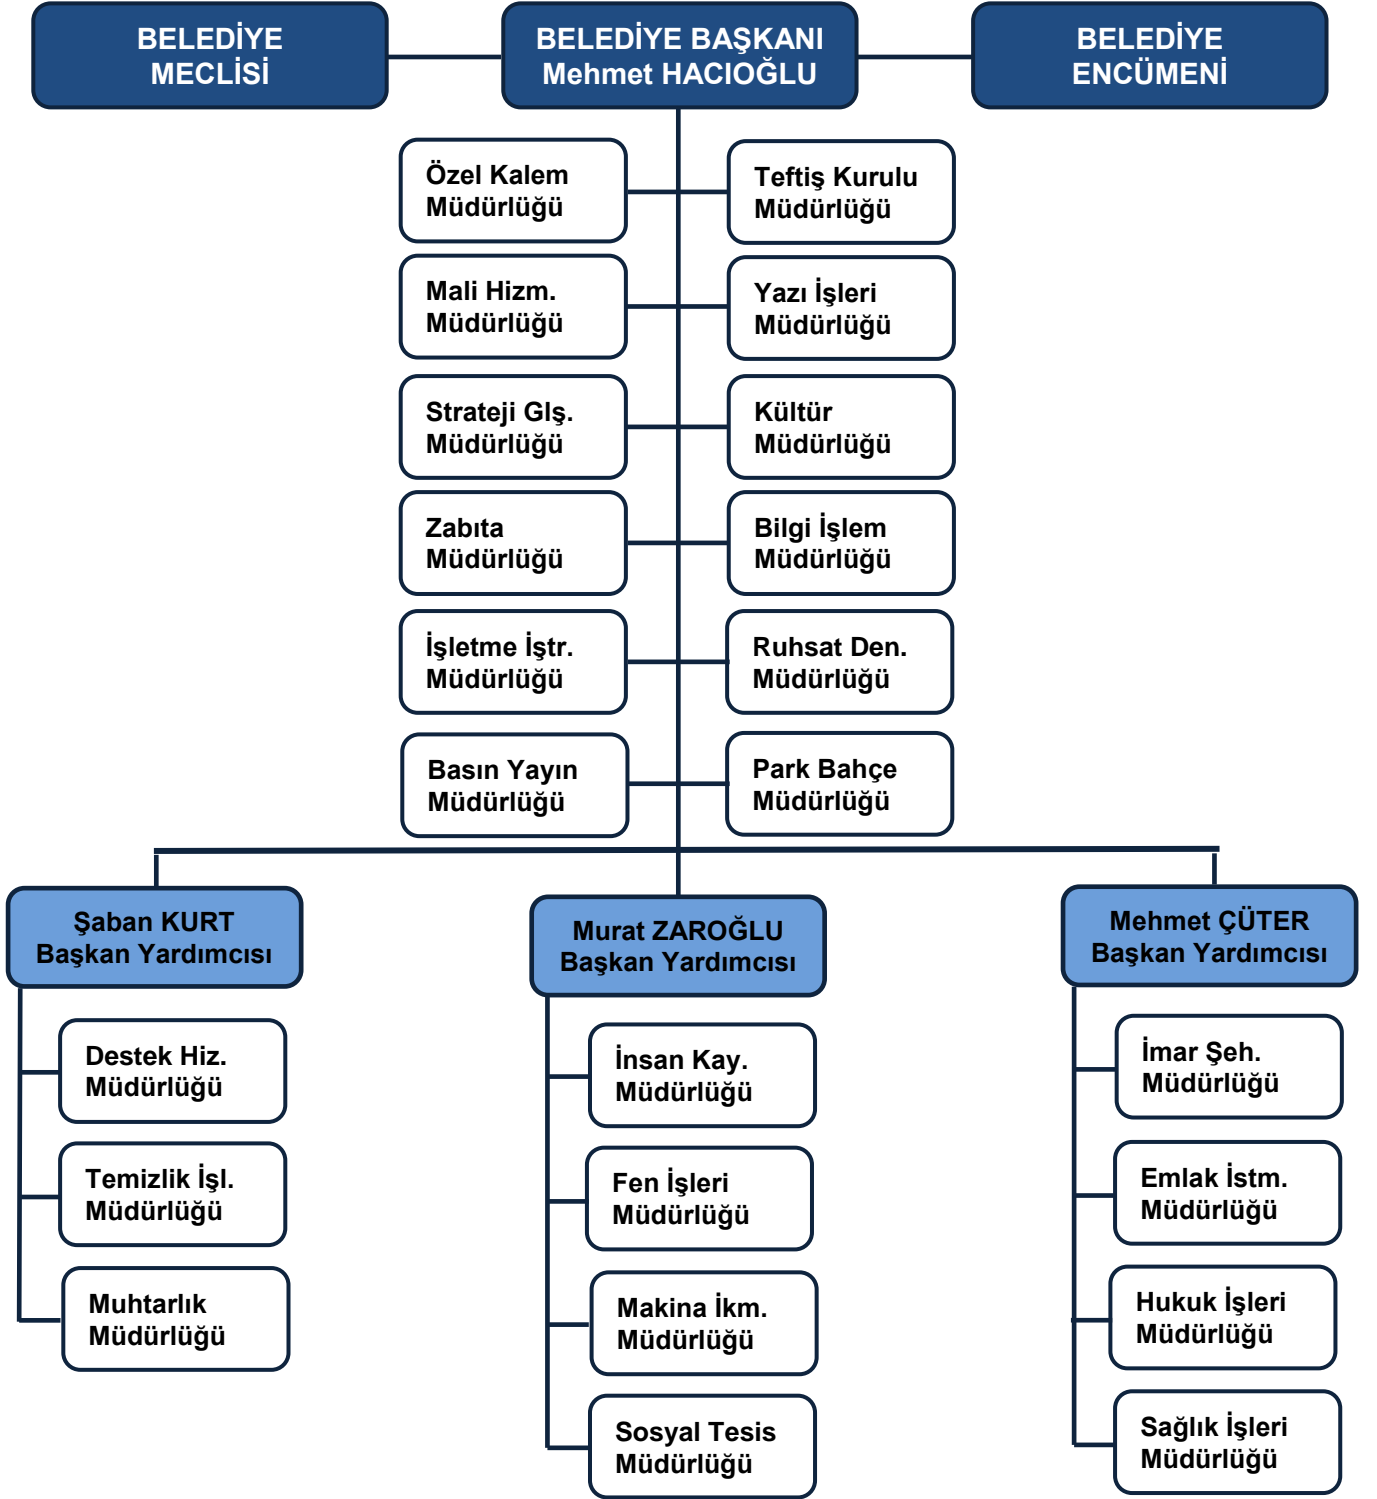 BELEDİYE
MECLİSİ
BELEDİYE BAŞKANI
Mehmet HACIOĞLU
BELEDİYE
ENCÜMENİ
Özel Kalem
Müdürlüğü
Teftiş Kurulu
Müdürlüğü
Mali Hizm.
Müdürlüğü
Yazı İşleri
Müdürlüğü
Strateji Glş.
Müdürlüğü
Kültür
Müdürlüğü
Zabıta
Müdürlüğü
Bilgi İşlem
Müdürlüğü
İşletme İştr.
Müdürlüğü
Ruhsat Den.
Müdürlüğü
Basın Yayın
Müdürlüğü
Park Bahçe
Müdürlüğü
Şaban KURT
Başkan Yardımcısı
Destek Hiz.
Müdürlüğü
Temizlik İşl.
Müdürlüğü
Muhtarlık
Müdürlüğü
Murat ZAROĞLU
Başkan Yardımcısı
İnsan Kay.
Müdürlüğü
Fen İşleri
Müdürlüğü
Makina İkm.
Müdürlüğü
Sosyal Tesis
Müdürlüğü
Mehmet ÇÜTER
Başkan Yardımcısı
İmar Şeh.
Müdürlüğü
Emlak İstm.
Müdürlüğü
Hukuk İşleri
Müdürlüğü
Sağlık İşleri
Müdürlüğü